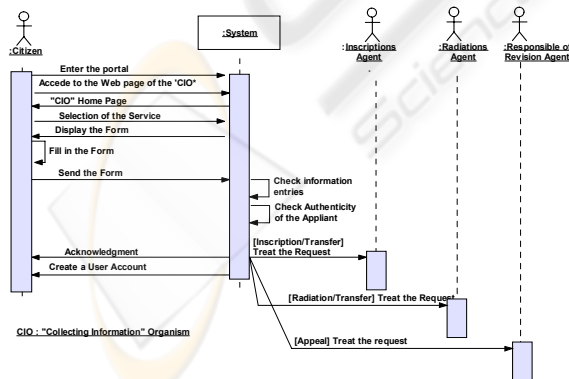 :Citizen
:System
:Inscriptions
Agent
:Radiations
Agent
:Responsible of
Revision Agent
Enter the portal
Accede to the Web page of the 'CIO"
"CIO" Home Page
Selection of the Service
Display the Form
Fill in the Form
Send the Form
Check information
entries
Check Authenticity
of the Appliant
[Inscription/Transfer]
Treat the Request
Acknowledgment
Create a User Account
[Radiation/Transfer] Treat the Request
[Appeal] Treat the request
CIO : "Collecting Information" Organism